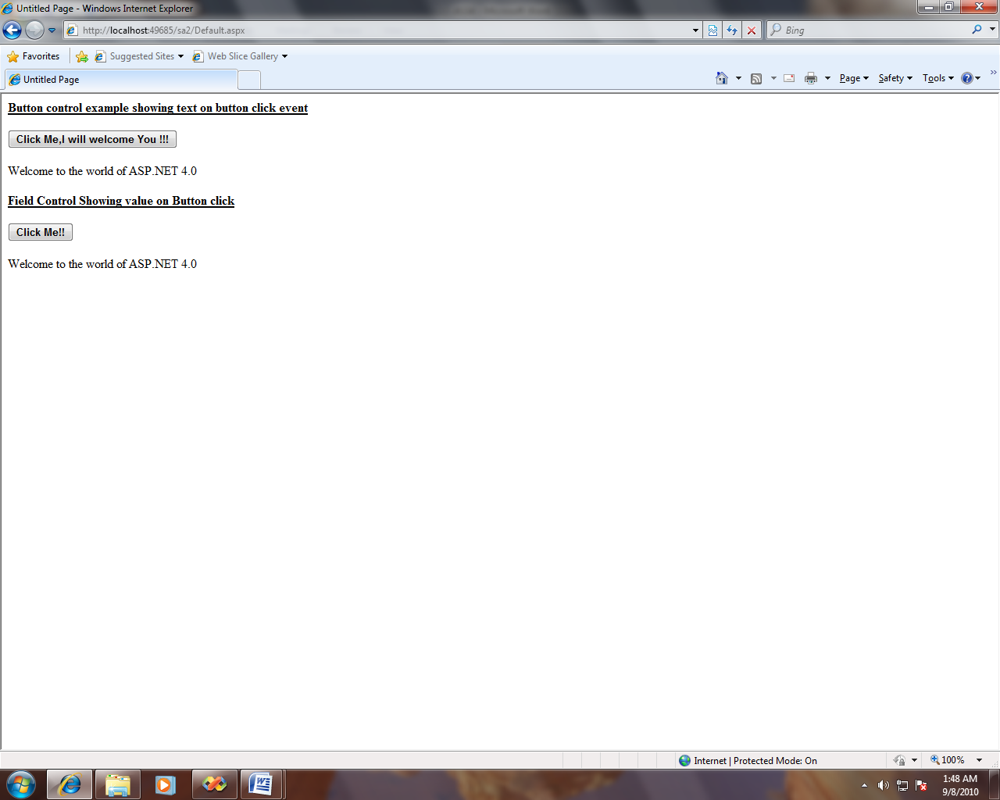 Untitled Page - Windows Internet Explorer
http://localhost:49685/sa2/Default.aspx
Bing
Favorites
Suggested Sites
Web Slice Gallery
Untitled Page
Page
Safety
Tools
Button control example showing text on button click event
Click Me,I will welcome You !!!
Welcome to the world of ASP.NET 4.0
Field Control Showing value on Button click
Click Me!!
Welcome to the world of ASP.NET 4.0
Internet | Protected Mode: On
100%
1:48 AM
9/8/2010